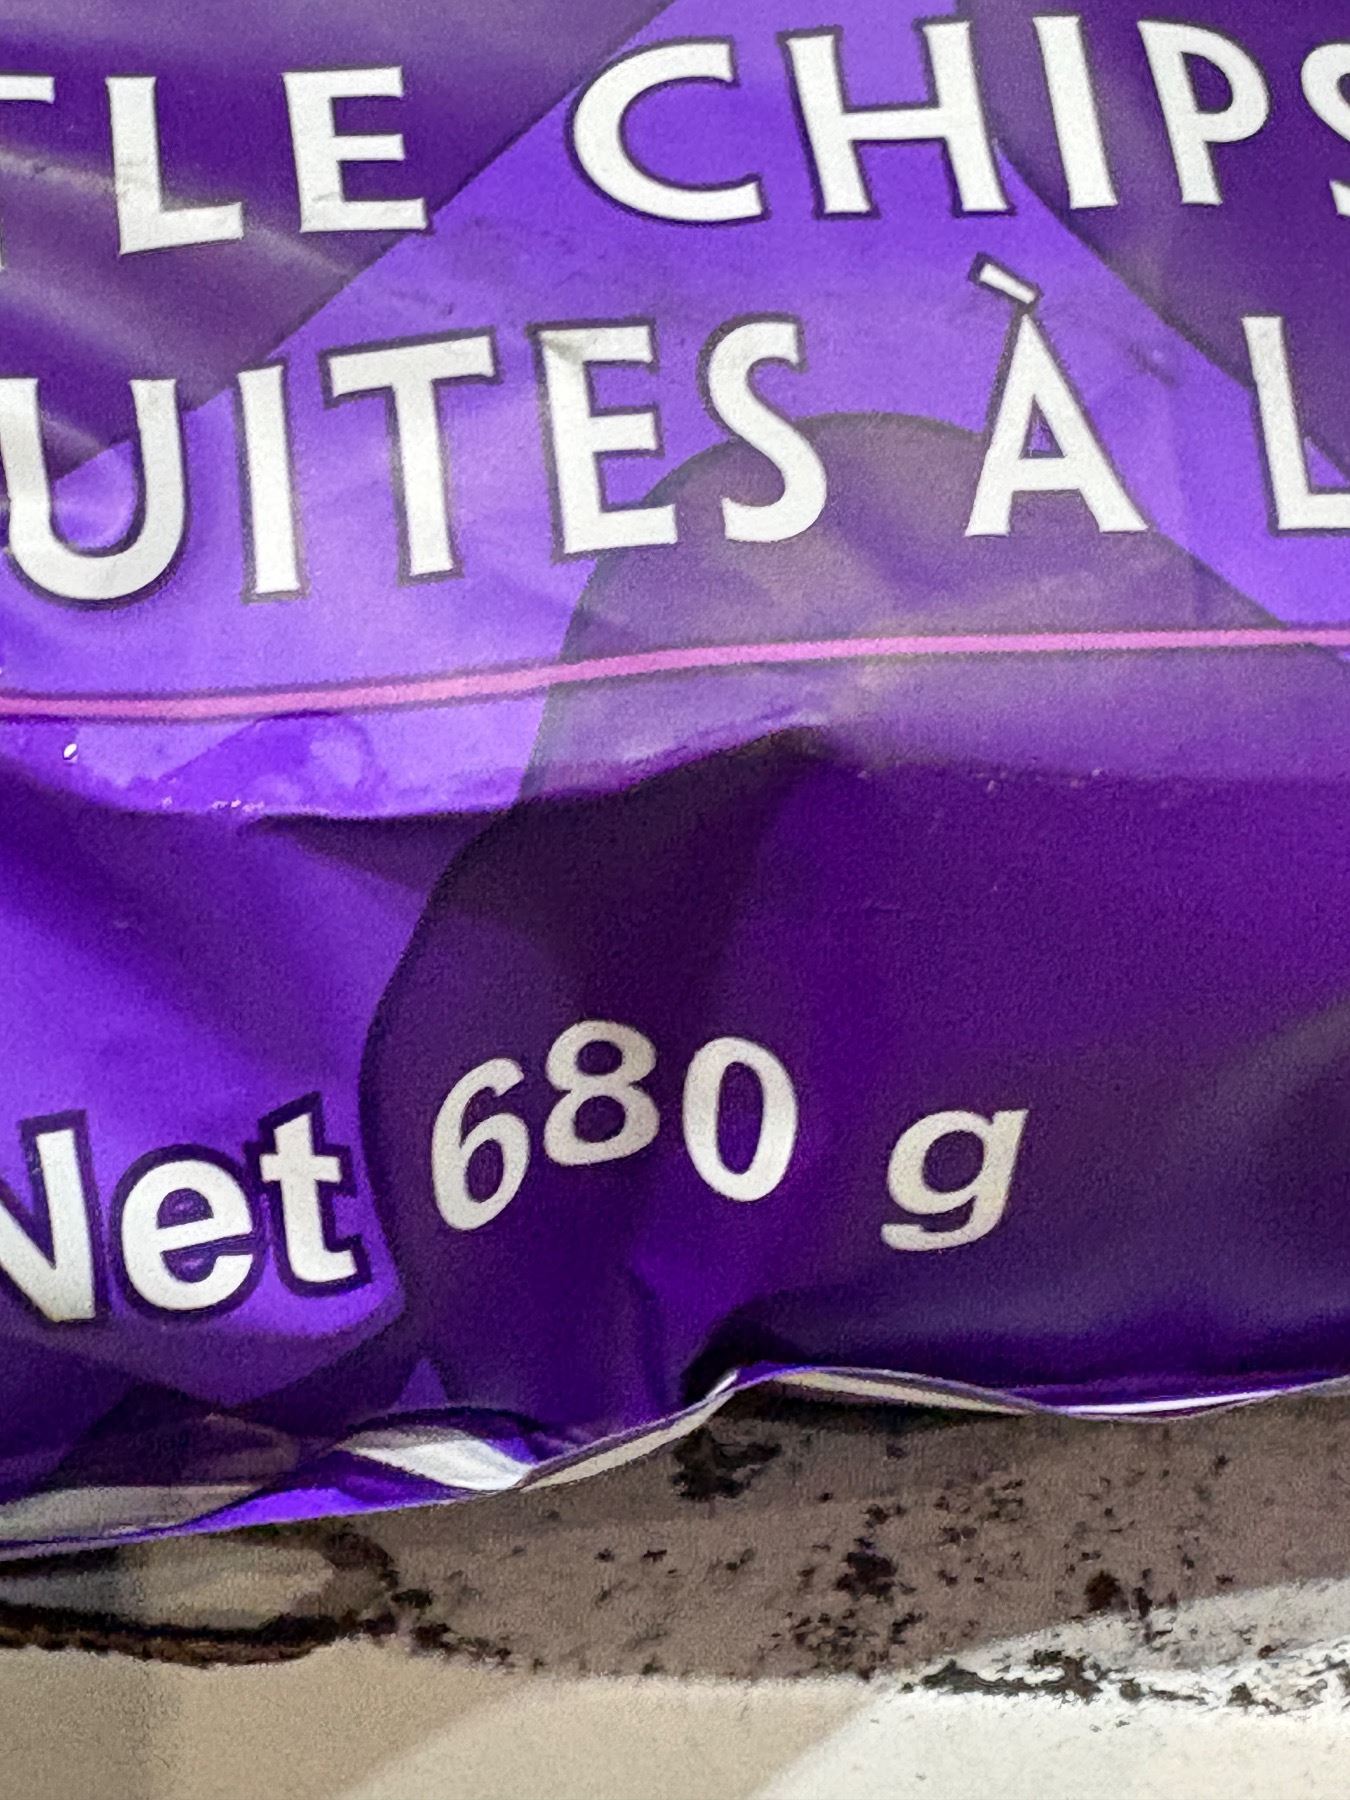 TLE CHIPS
UITES À L
Net 680 g